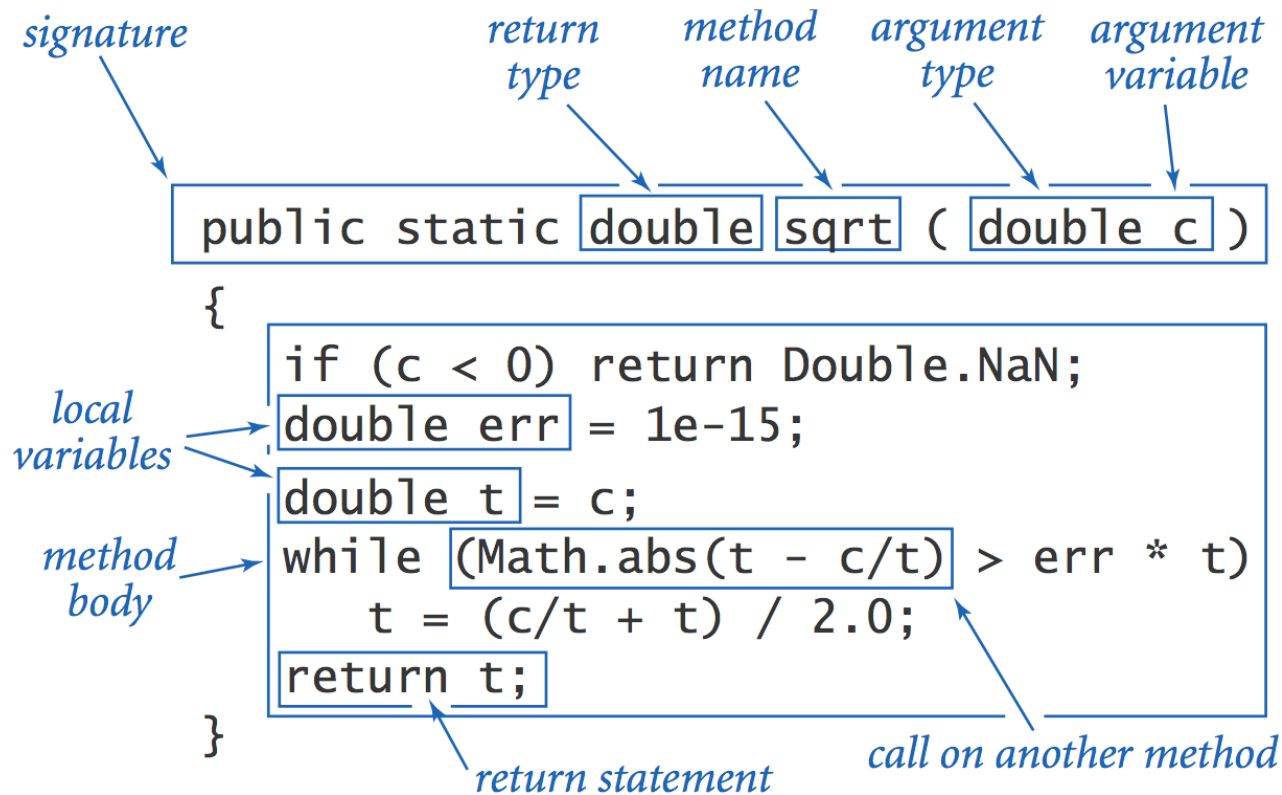 signature
return
type
method
name
argument
type
argument
variable
public static double sqrt ( double c )
{
if (c < 0) return Double.NaN;
local
variables
double err = 1e-15;
double t = c;
method
body
while (Math.abs(t - c/t) > err * t)
t = (c/t + t) / 2.0;
return t;
}
call on another method
return statement